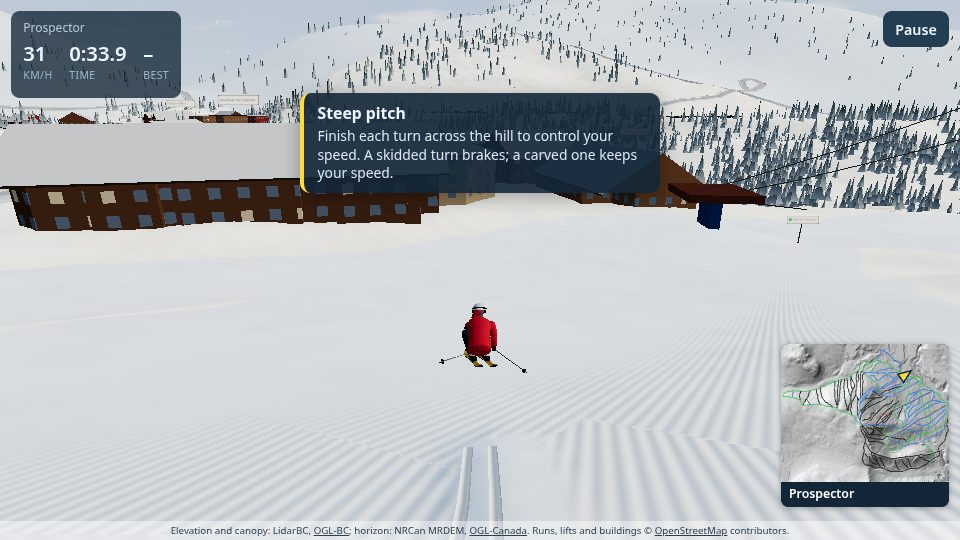 Prospector
31 0:33.9 –
KM/H TIME BEST
Pause
Steep pitch
Finish each turn across the hill to control your
speed. A skidded turn brakes; a carved one keeps
your speed.
Prospector
Elevation and canopy: LidarBC, OGL-BC; horizon: NRCan MRDEM, OGL-Canada. Runs, lifts and buildings © OpenStreetMap contributors.